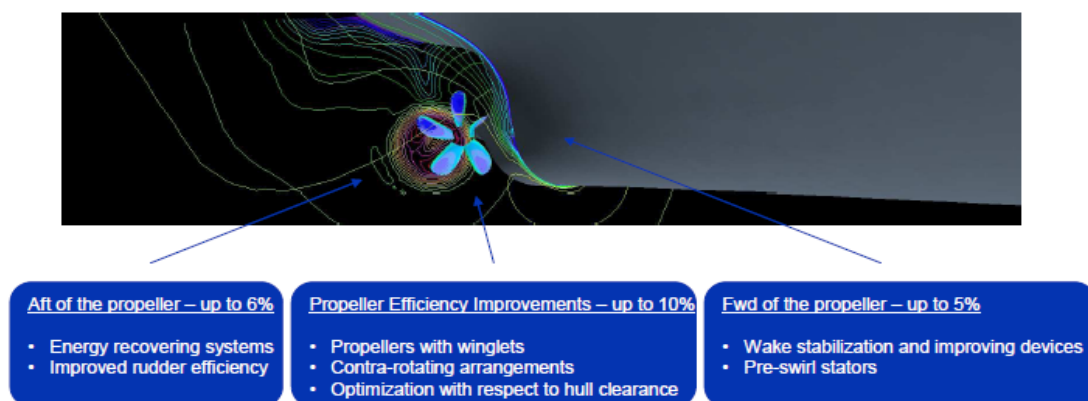 Aft of the propeller – up to 6%
• Energy recovering systems
• Improved rudder efficiency
Propeller Efficiency Improvements – up to 10%
• Propellers with winglets
• Contra-rotating arrangements
• Optimization with respect to hull clearance
Fwd of the propeller – up to 5%
• Wake stabilization and improving devices
• Pre-swirl stators